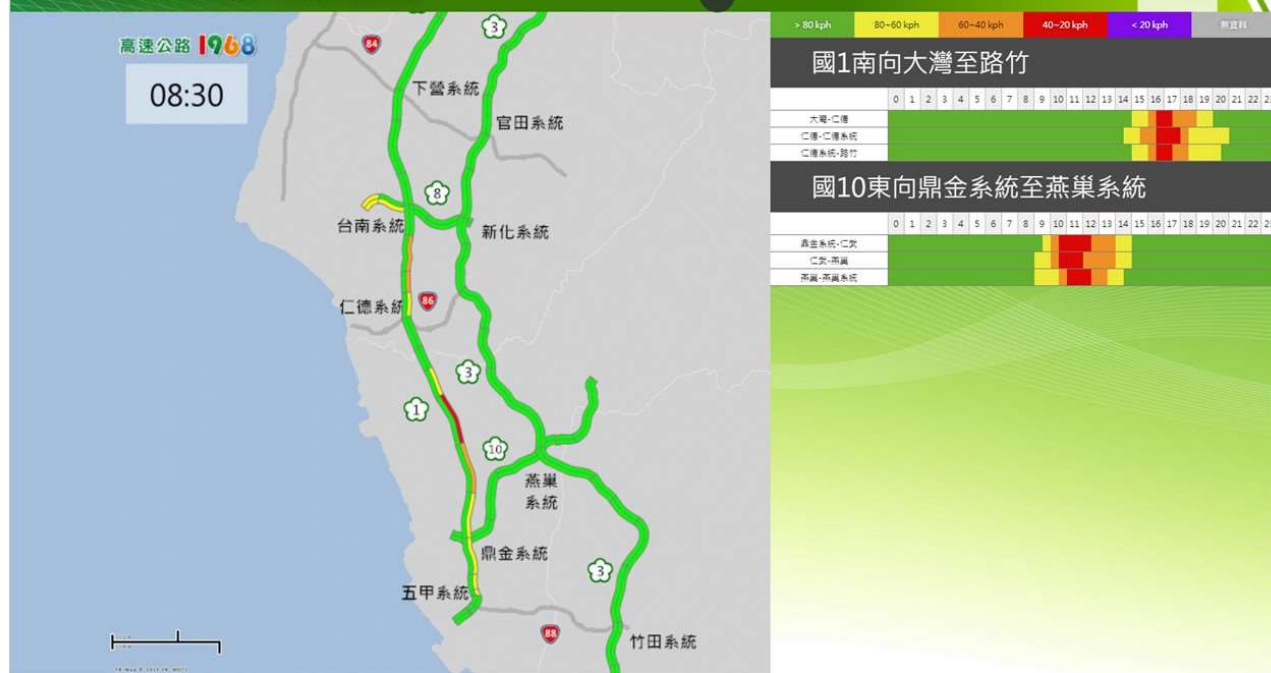 高速公路 1968
08:30
84
3
下營系統
官田系統
8
台南系統
新化系統
仁德系統
86
3
1
10
燕巢
系統
鼎金系統
3
五甲系統
88
竹田系統
> 80 kph 80~60 kph 60~40 kph 40~20 kph < 20 kph 無資料
國1南向大灣至路竹
0 1 2 3 4 5 6 7 8 9 10 11 12 13 14 15 16 17 18 19 20 21 22
大灣-仁德
仁德-仁德系統
仁德系統-路竹
國10東向鼎金系統至燕巢系統
0 1 2 3 4 5 6 7 8 9 10 11 12 13 14 15 16 17 18 19 20 21 22
鼎金系統-仁武
仁武-燕巢
燕巢-燕巢系統